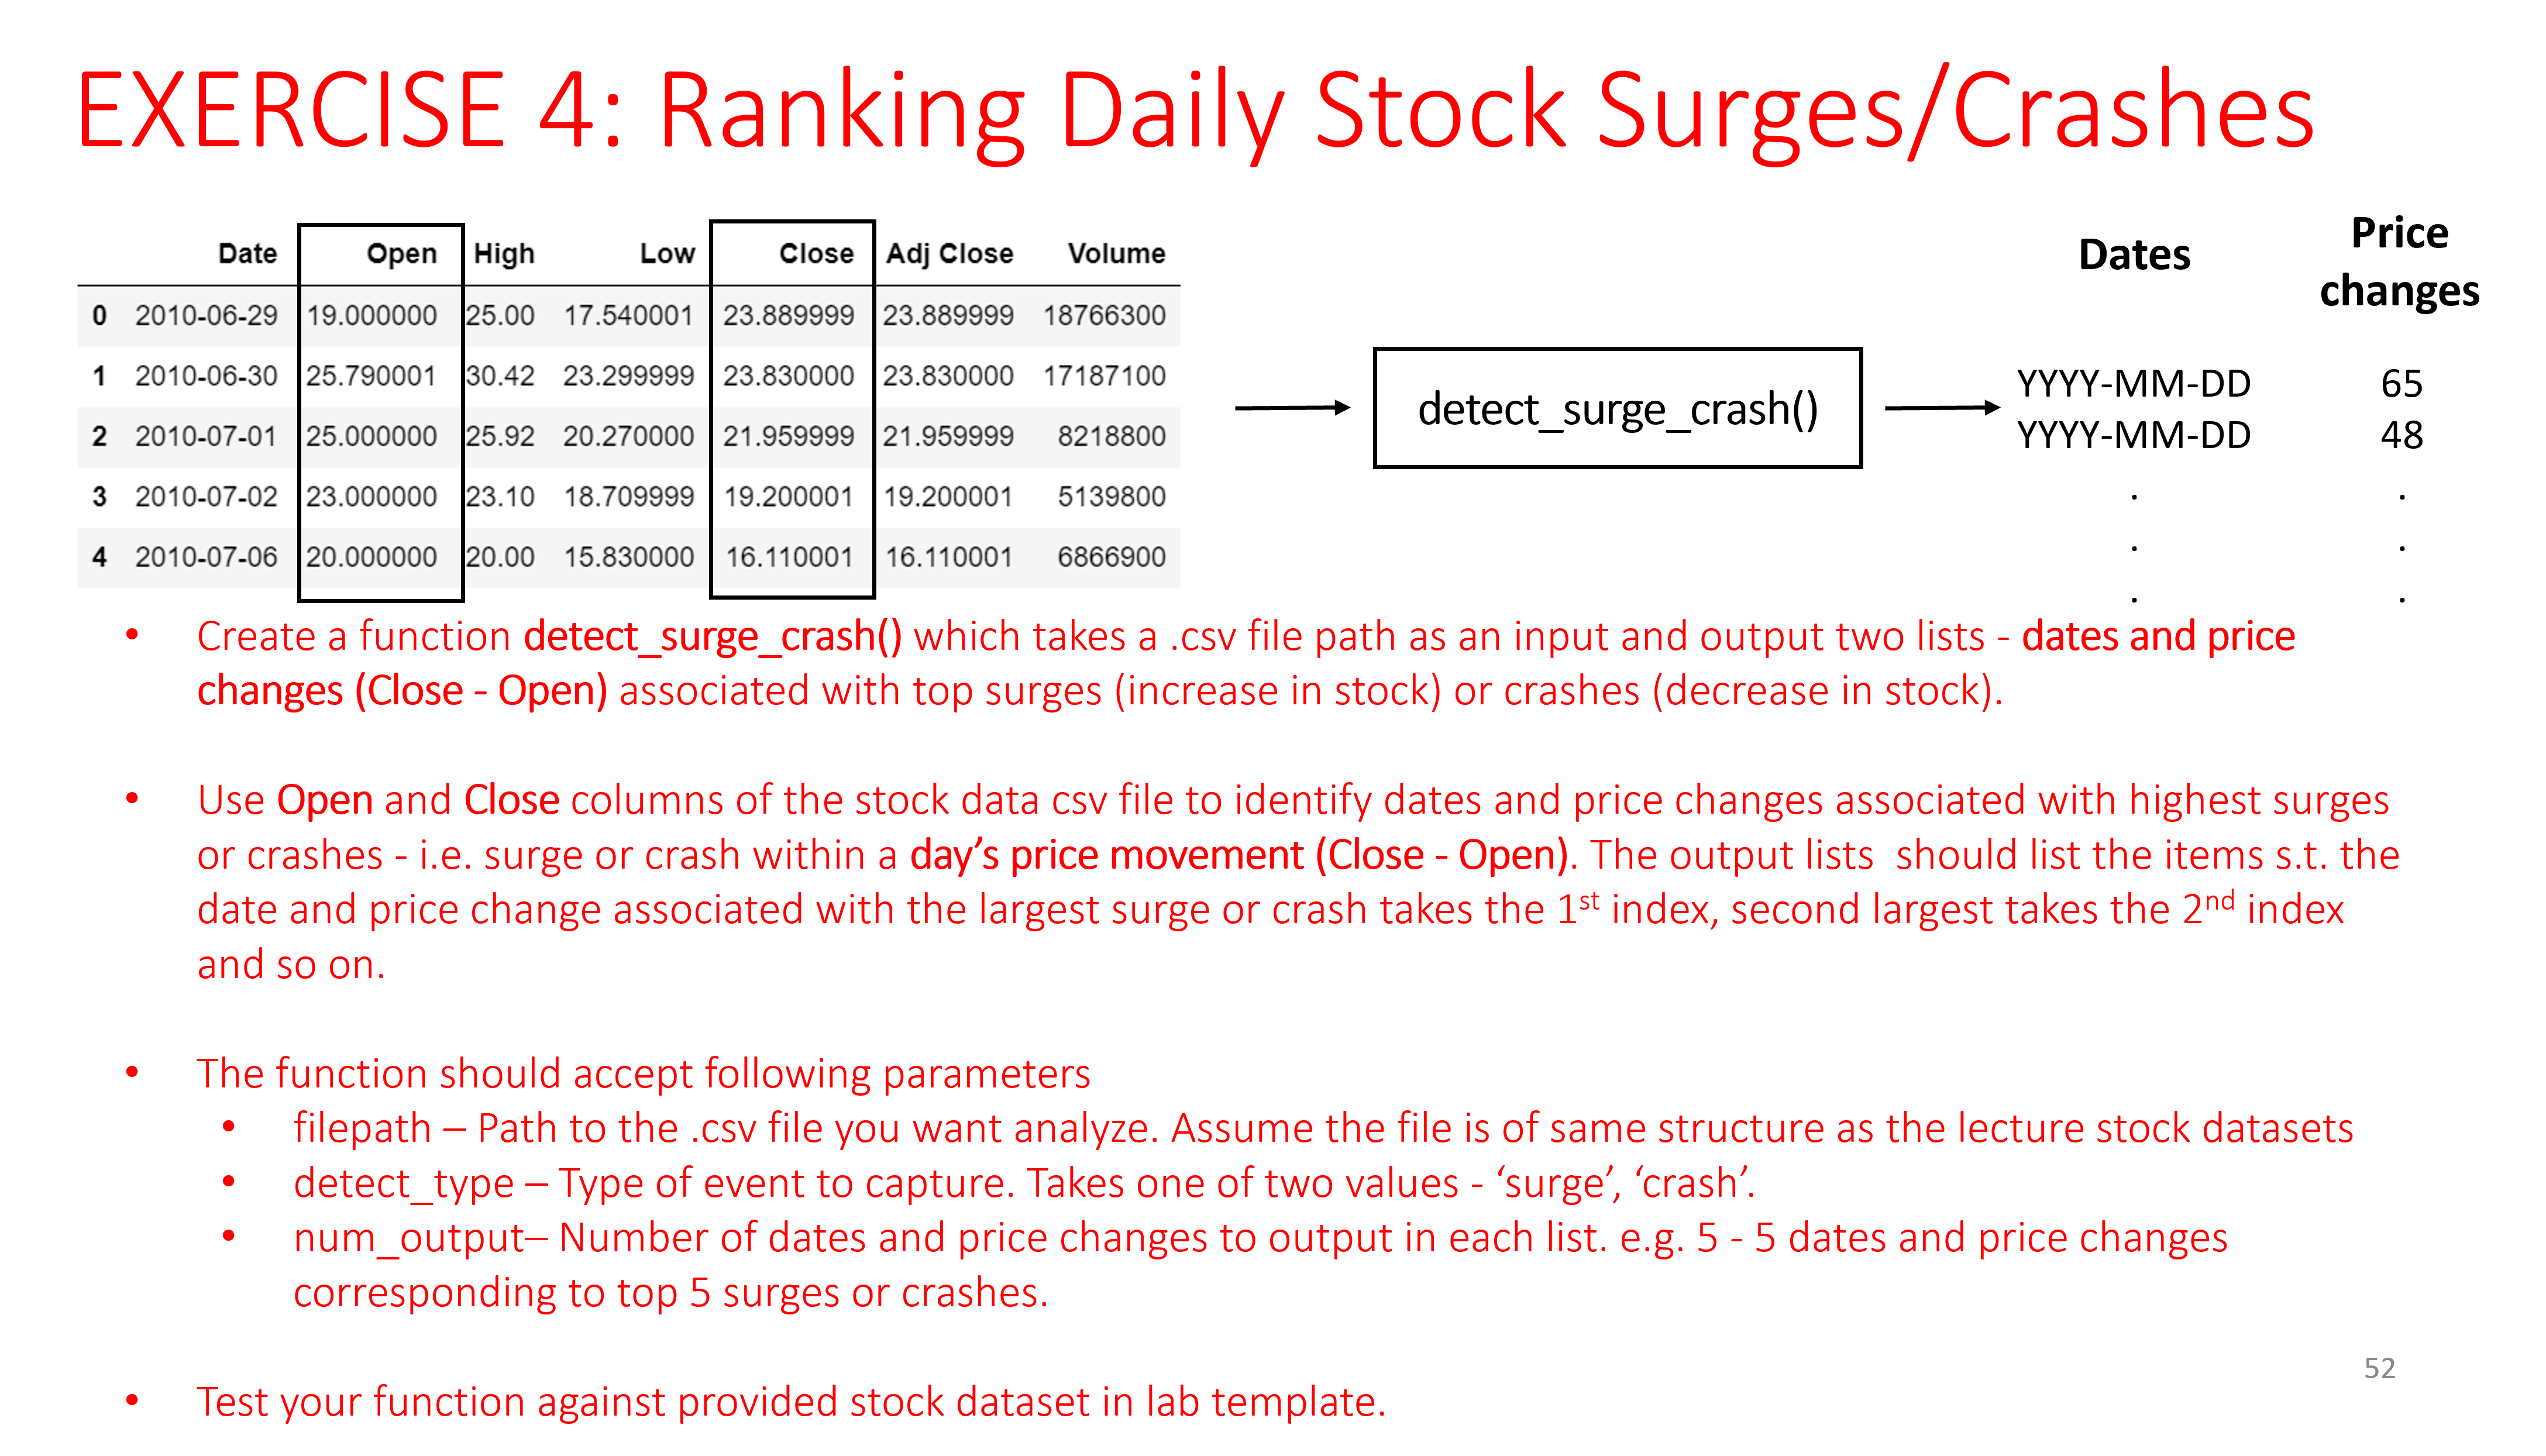 EXERCISE 4: Ranking Daily Stock Surges/Crashes
Date Open High Low Close Adj Close Volume
0 2010-06-29 19.000000 25.00 17.540001 23.889999 23.889999 18766300
1 2010-06-30 25.790001 30.42 23.299999 23.830000 23.830000 17187100
2 2010-07-01 25.000000 25.92 20.270000 21.959999 21.959999 8218800
3 2010-07-02 23.000000 23.10 18.709999 19.200001 19.200001 5139800
4 2010-07-06 20.000000 20.00 15.830000 16.110001 16.110001 6866900
detect_surge_crash()
Dates Price
changes
YYYY-MM-DD 65
YYYY-MM-DD 48
. .
. .
. .
• Create a function detect_surge_crash() which takes a .csv file path as an input and output two lists - dates and price
changes (Close - Open) associated with top surges (increase in stock) or crashes (decrease in stock).
• Use Open and Close columns of the stock data csv file to identify dates and price changes associated with highest surges
or crashes - i.e. surge or crash within a day’s price movement (Close - Open). The output lists should list the items s.t. the
date and price change associated with the largest surge or crash takes the 1st index, second largest takes the 2nd index
and so on.
• The function should accept following parameters
• filepath – Path to the .csv file you want analyze. Assume the file is of same structure as the lecture stock datasets
• detect_type – Type of event to capture. Takes one of two values - ‘surge’, ‘crash’.
• num_output– Number of dates and price changes to output in each list. e.g. 5 - 5 dates and price changes
corresponding to top 5 surges or crashes.
• Test your function against provided stock dataset in lab template.
52